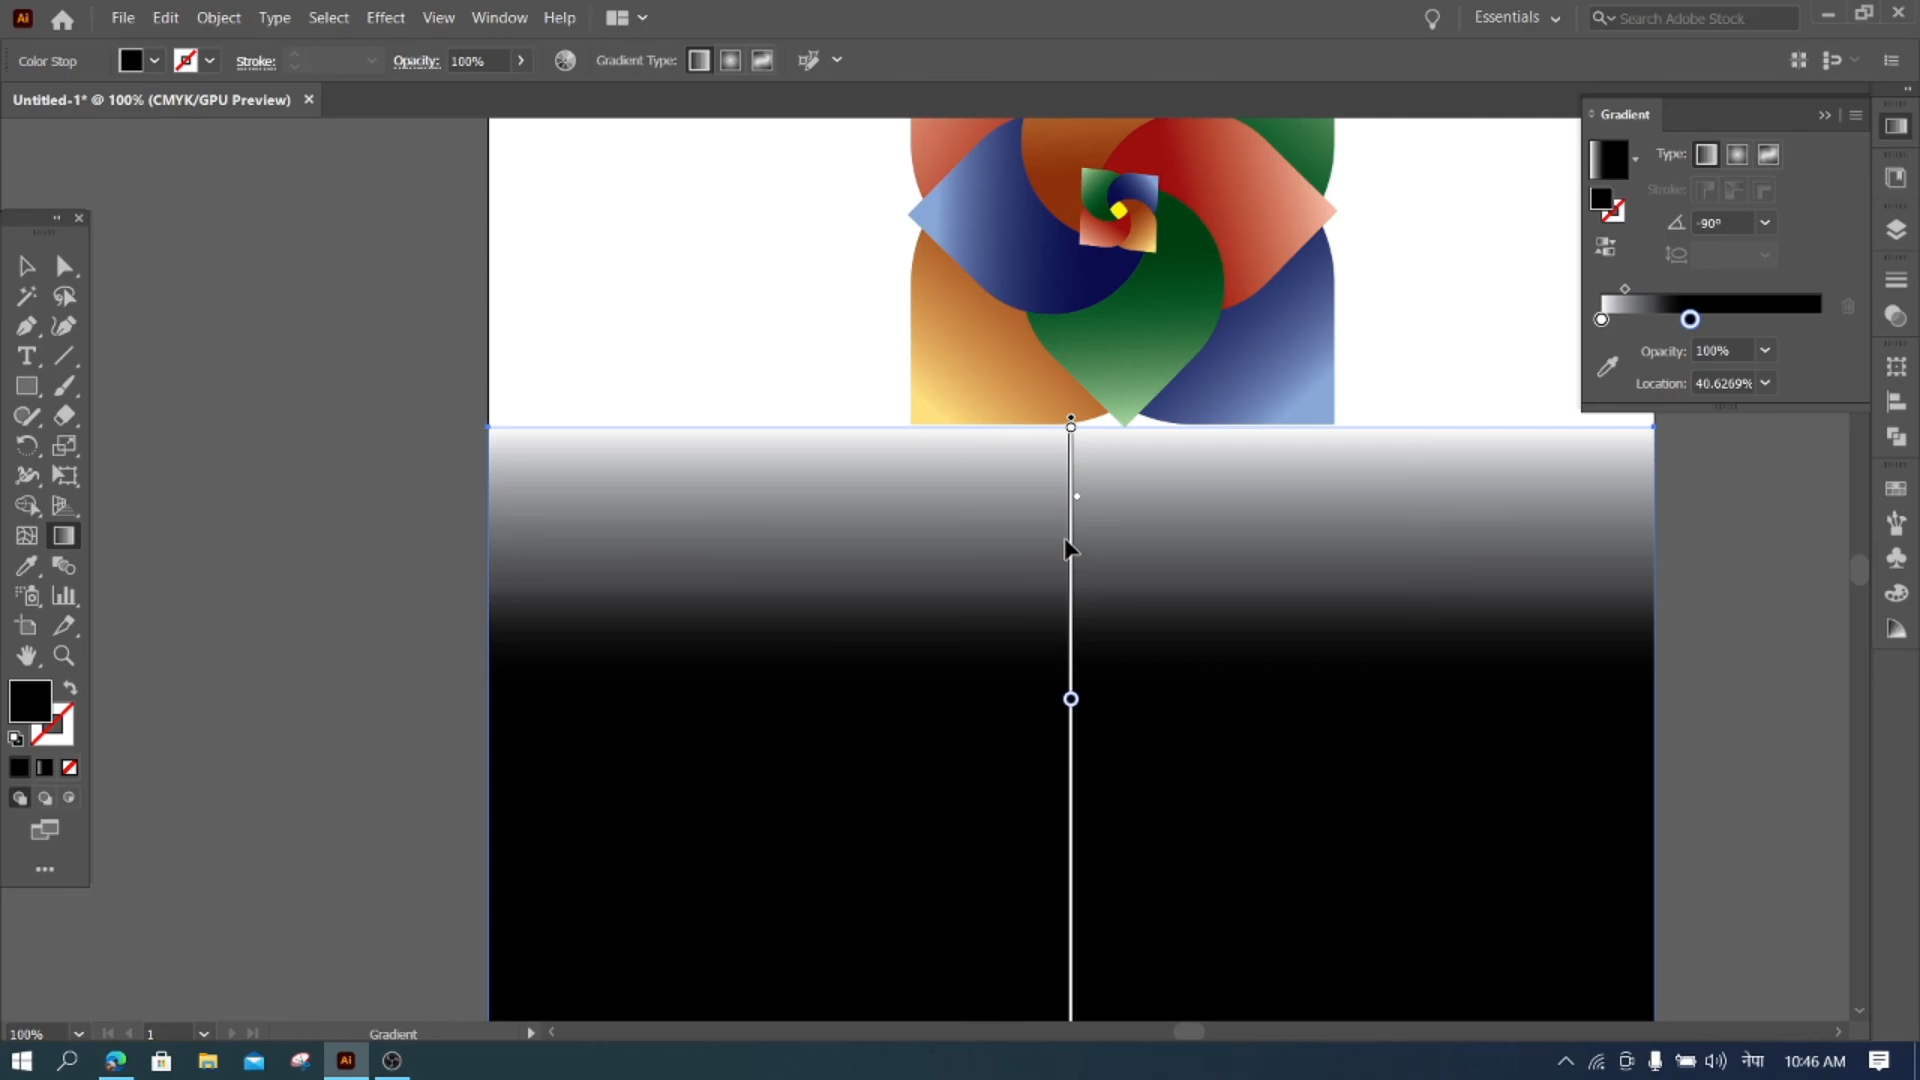 Ai File Edit Object Type Select Effect View Window Help Essentials Search Adobe Stock
Color Stop Stroke: Opacity: 100% Gradient Type:
Untitled-1* @ 100% (CMYK/GPU Preview)
Gradient
Type:
Stroke:
-90°
Opacity: 100%
Location: 40.6269%
100% 1 Gradient
Ai नेपा 10:46 AM